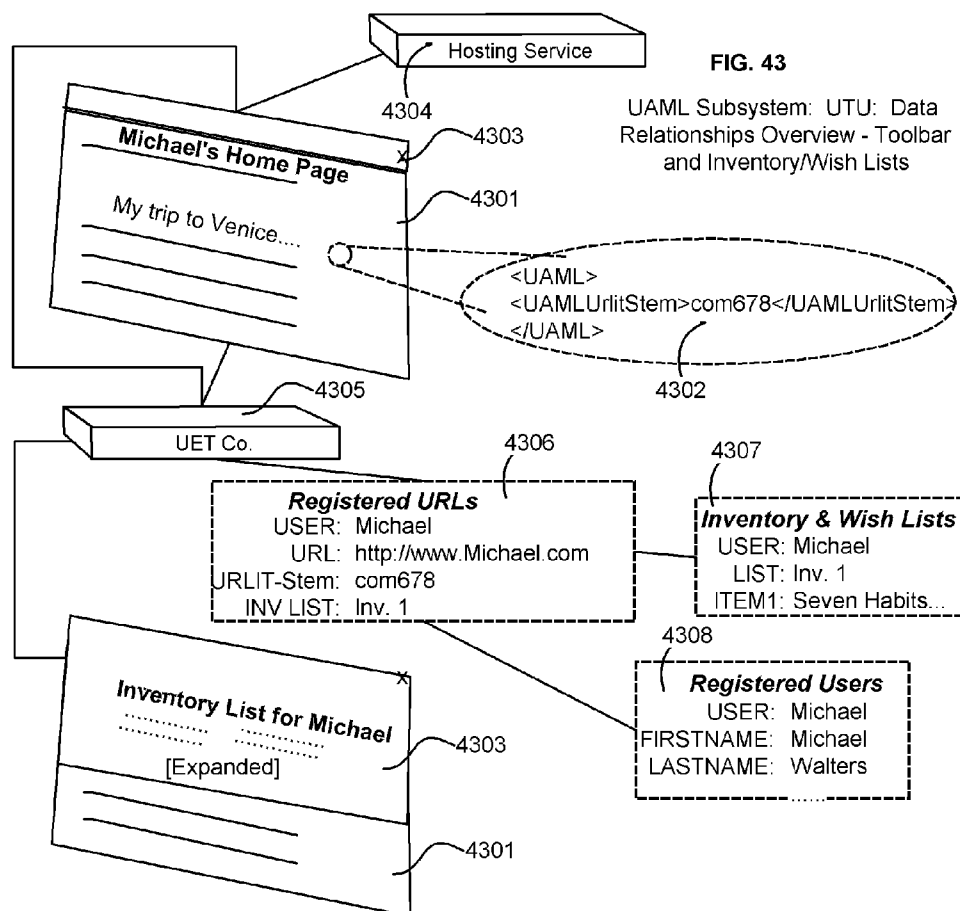 Hosting Service
4304
FIG. 43
UAML Subsystem: UTU: Data
Relationships Overview - Toolbar
and Inventory/Wish Lists
X
4303
Michael's Home Page
4301
My trip to Venice....
<UAML>
<UAMLUrlitStem>com678</UAMLUrlitStem>
</UAML>
4302
4305
UET Co.
4306
Registered URLs
USER: Michael
URL: http://www.Michael.com
URLIT-Stem: com678
INV LIST: Inv. 1
4307
Inventory & Wish Lists
USER: Michael
LIST: Inv. 1
ITEM1: Seven Habits...
4308
Registered Users
USER: Michael
FIRSTNAME: Michael
LASTNAME: Walters
......
X
Inventory List for Michael
[Expanded]
4303
4301